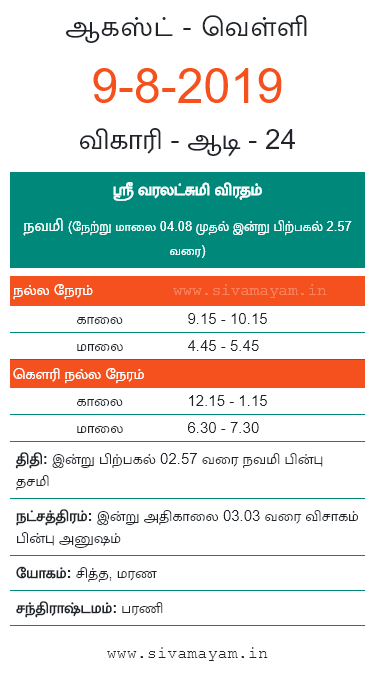 ஆகஸ்ட் - வெள்ளி
9-8-2019
விகாரி - ஆடி - 24
ஸ்ரீ வரலட்சுமி விரதம்
நவமி (நேற்று மாலை 04.08 முதல் இன்று பிற்பகல் 2.57
வரை)
நல்ல நேரம் www.sivamayam.in
காலை 9.15 - 10.15
மாலை 4.45 - 5.45
கௌரி நல்ல நேரம்
காலை 12.15 - 1.15
மாலை 6.30 - 7.30
திதி: இன்று பிற்பகல் 02.57 வரை நவமி பின்பு
தசமி
நட்சத்திரம்: இன்று அதிகாலை 03.03 வரை விசாகம்
பின்பு அனுஷம்
யோகம்: சித்த, மரண
சந்திராஷ்டமம்: பரணி
www.sivamayam.in